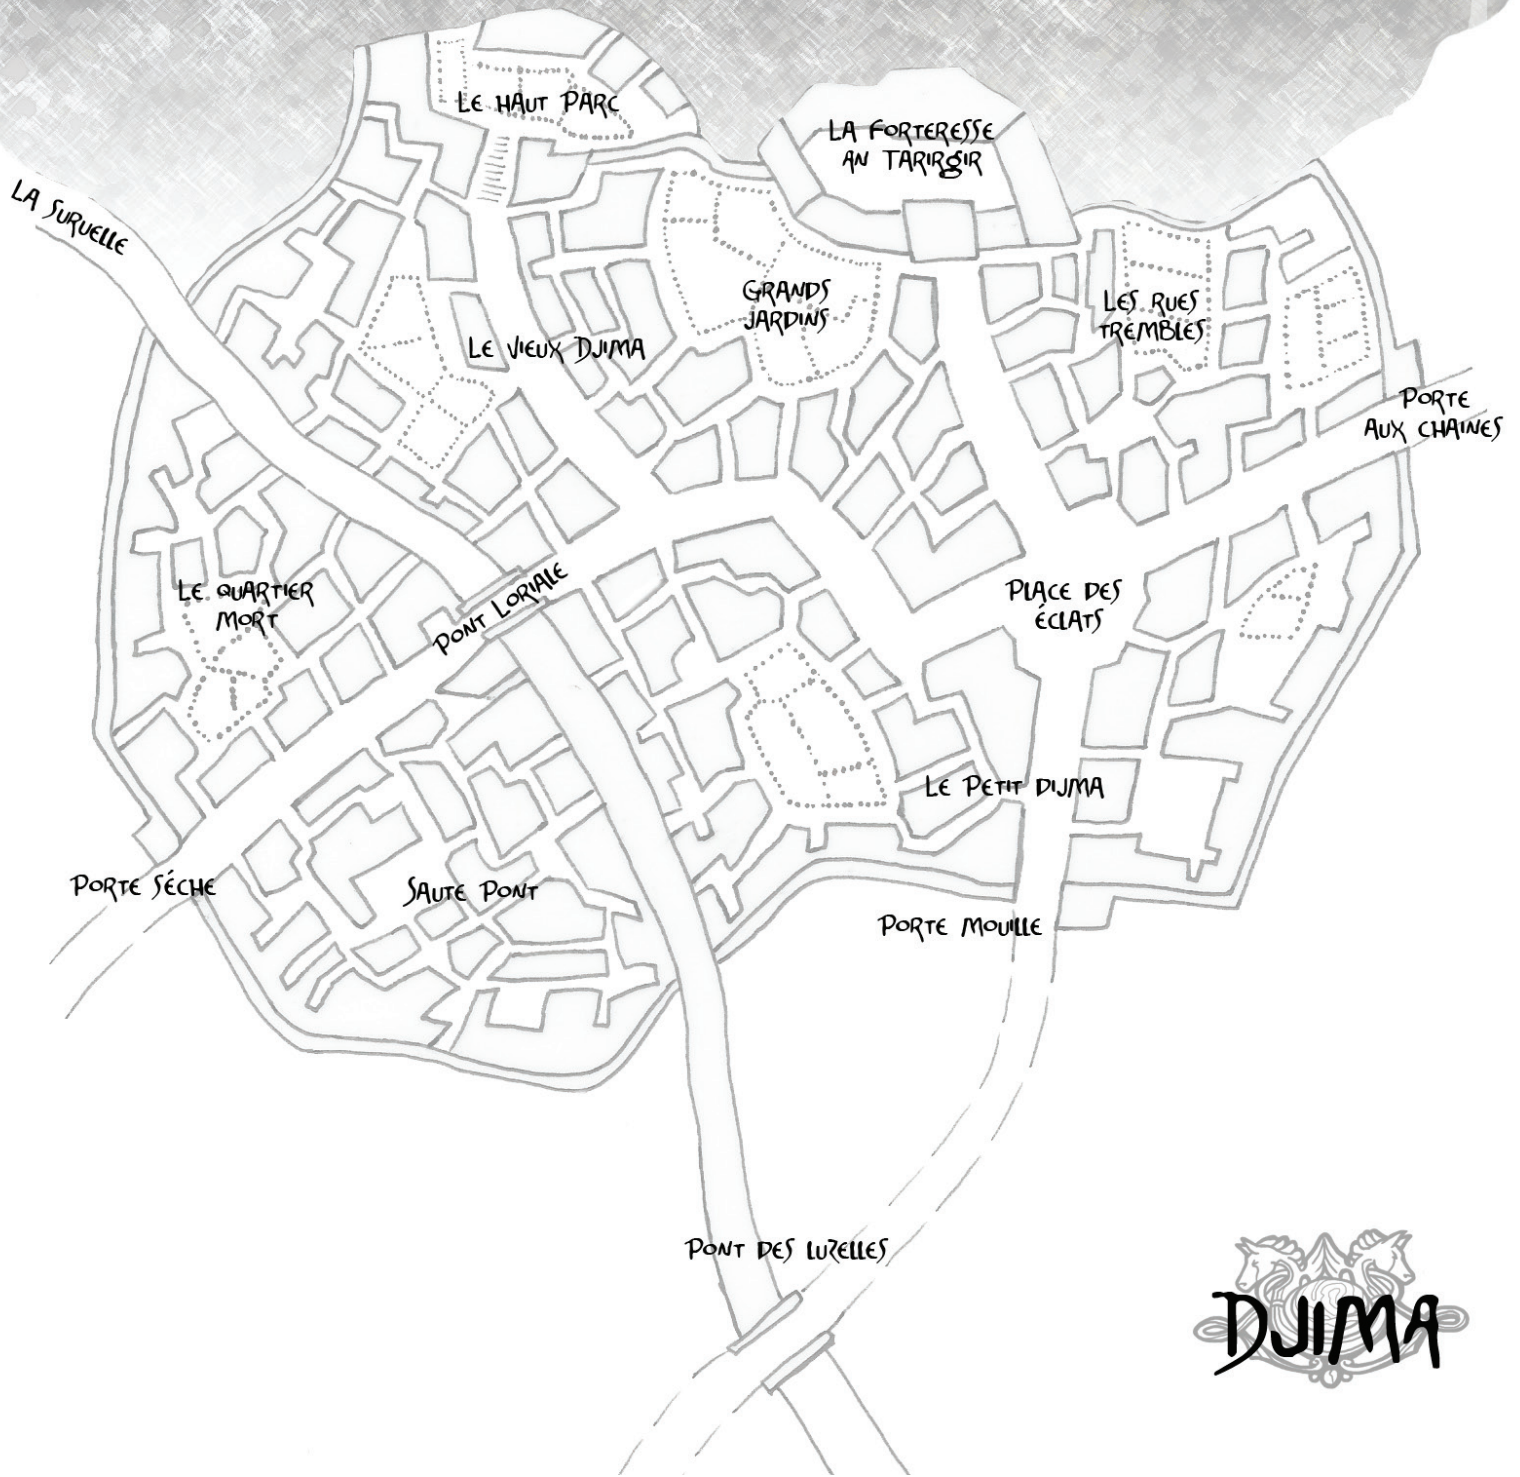 LE HAUT PARC
LA FORTERESSE
AN TARIRGIR
LA SURUELLE
GRANDS
JARDINS
LES RUES
TREMBLES
LE VIEUX DJIMA
PORTE
AUX CHAINES
LE QUARTIER
MORT
PONT LORIALE
PLACE DES
ÉCLATS
LE PETIT DJIMA
PORTE SÉCHE
SAUTE PONT
PORTE MOUILLE
PONT DES LUZELLES
DJIMA